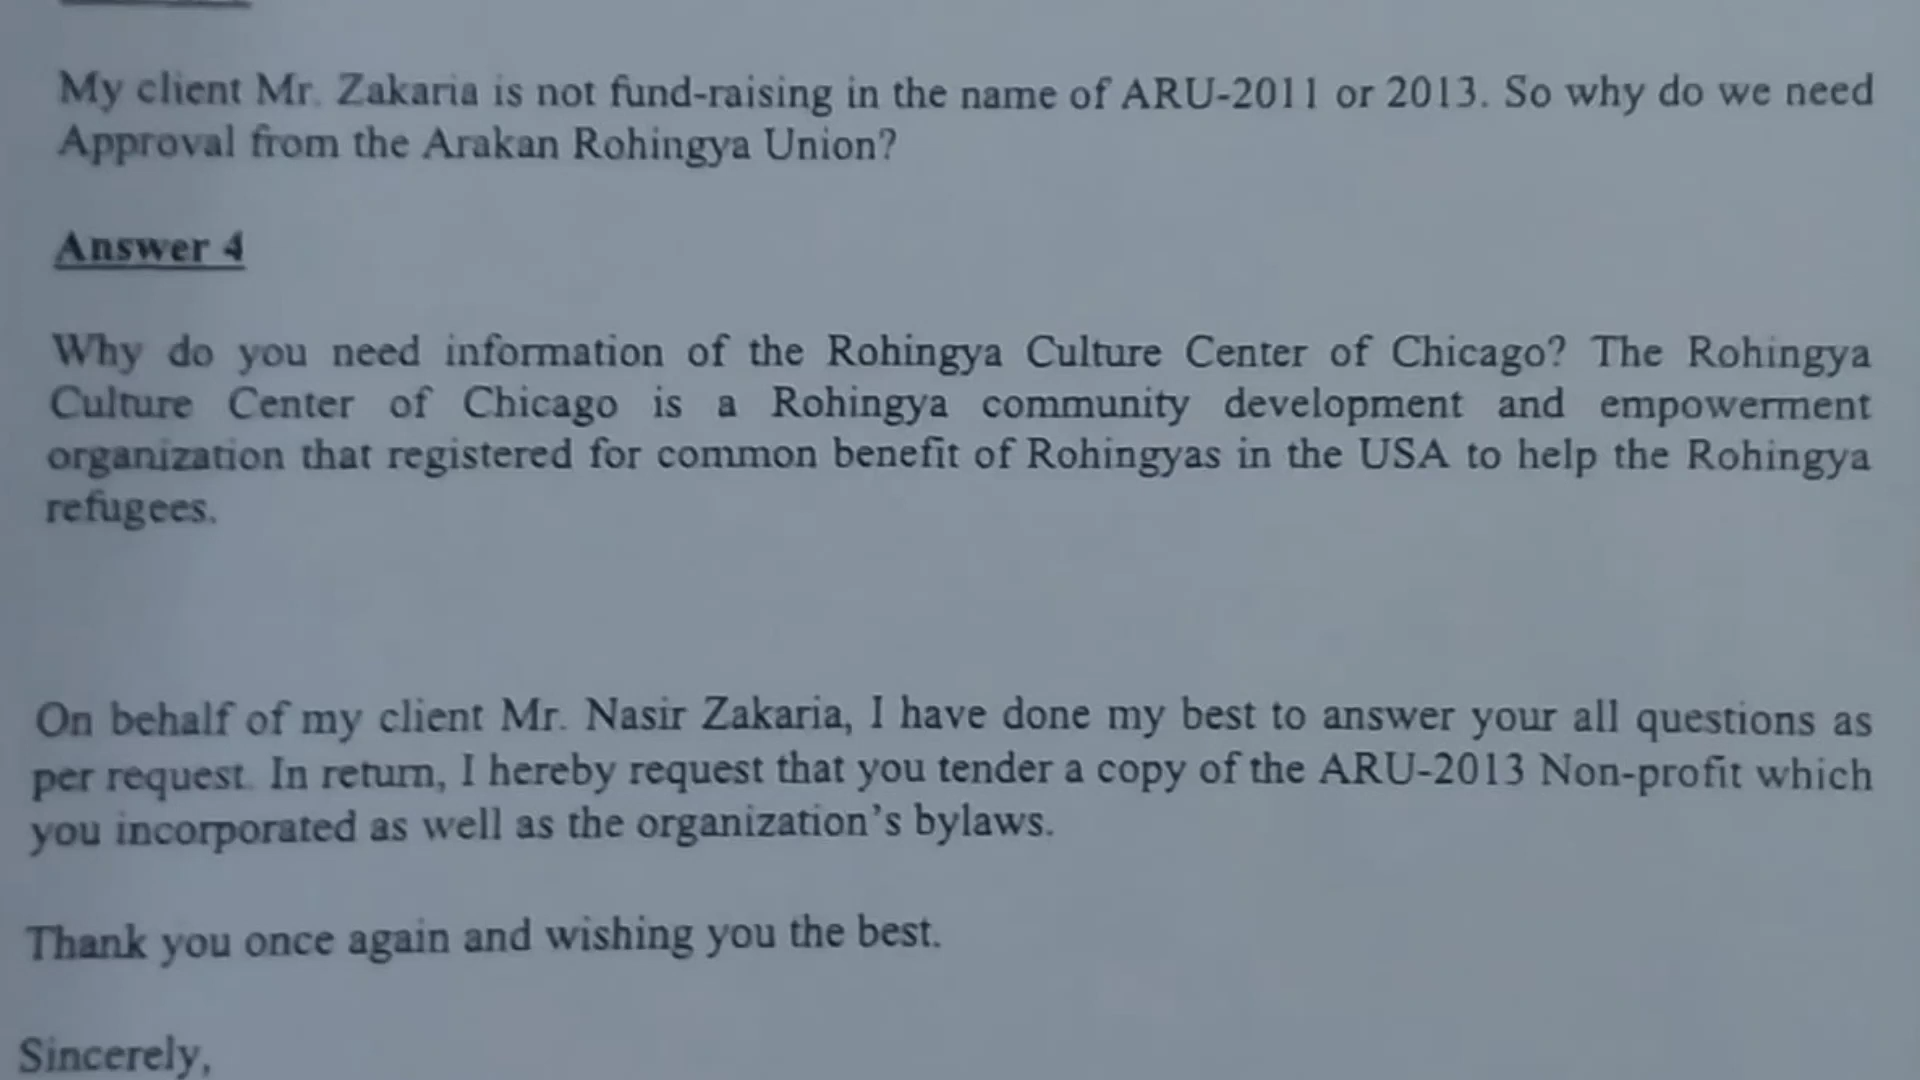 My client Mr. Zakaria is not fund-raising in the name of ARU-2011 or 2013. So why do we need
Approval from the Arakan Rohingya Union?
Answer 4
Why do you need information of the Rohingya Culture Center of Chicago? The Rohingya
Culture Center of Chicago is a Rohingya community development and empowerment
organization that registered for common benefit of Rohingyas in the USA to help the Rohingya
refugees.
On behalf of my client Mr. Nasir Zakaria, I have done my best to answer your all questions as
per request. In return, I hereby request that you tender a copy of the ARU-2013 Non-profit which
you incorporated as well as the organization's bylaws.
Thank you once again and wishing you the best.
Sincerely,